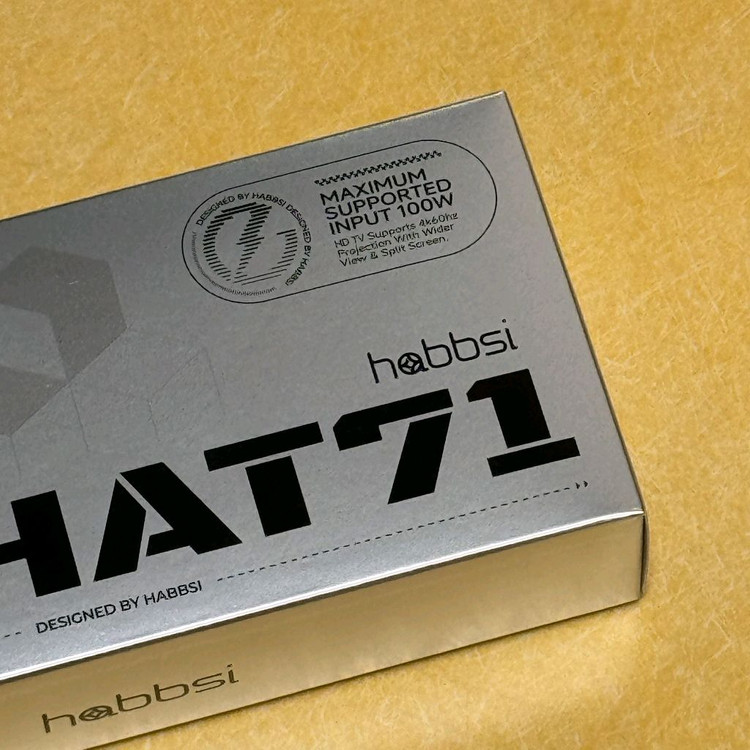 DESIGNED BY HABBSI DESIGNED BY HABBSI
MAXIMUM
SUPPORTED
INPUT 100W
HD TV Supports 4k60hz
Projection With Wider
View & Split Screen.
habbsi
HAT71
DESIGNED BY HABBSI
habbsi